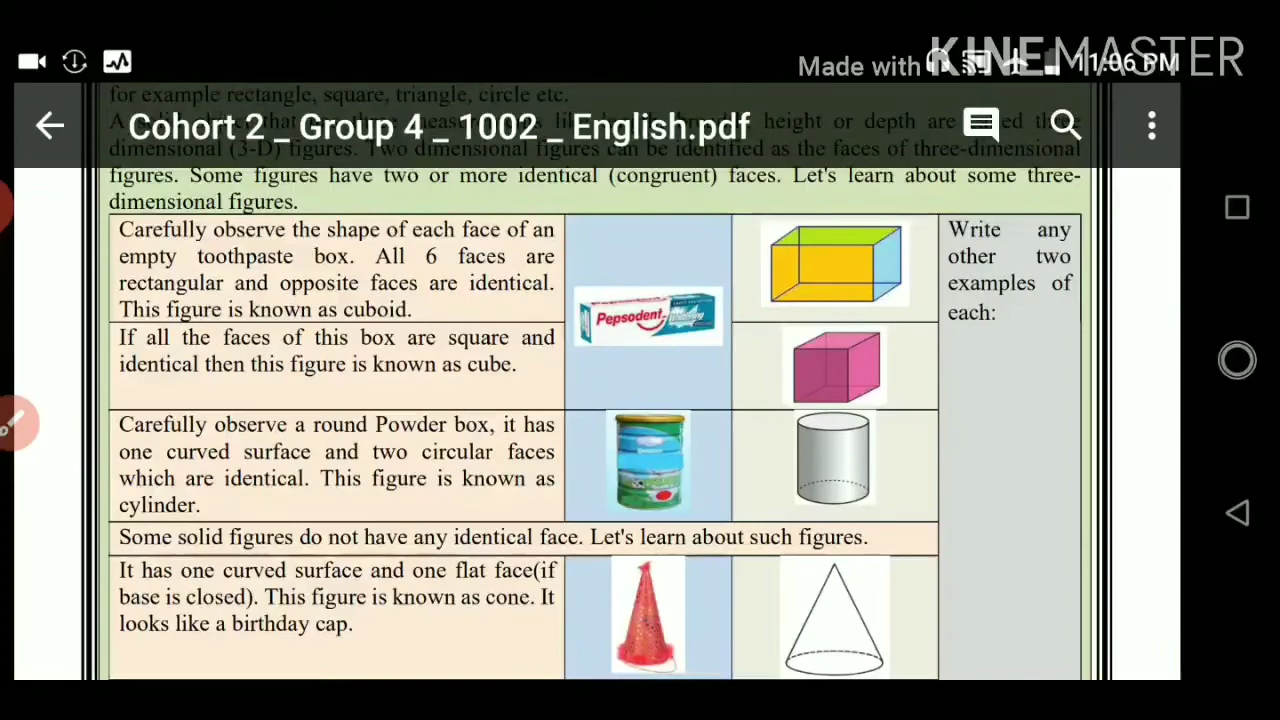 Made with KINEMASTER
11:06 PM
for example rectangle, square, triangle, circle etc.
Cohort 2 _ Group 4 _ 1002 _ English.pdf
height or depth are
dimensional (3-D) figures. Two dimensional figures can be identified as the faces of three-dimensional
figures. Some figures have two or more identical (congruent) faces. Let's learn about some three-
dimensional figures.
Carefully observe the shape of each face of an
empty toothpaste box. All 6 faces are
rectangular and opposite faces are identical.
This figure is known as cuboid.
Pepsodent
Write any
other two
examples of
each:
If all the faces of this box are square and
identical then this figure is known as cube.
Carefully observe a round Powder box, it has
one curved surface and two circular faces
which are identical. This figure is known as
cylinder.
Some solid figures do not have any identical face. Let's learn about such figures.
It has one curved surface and one flat face(if
base is closed). This figure is known as cone. It
looks like a birthday cap.